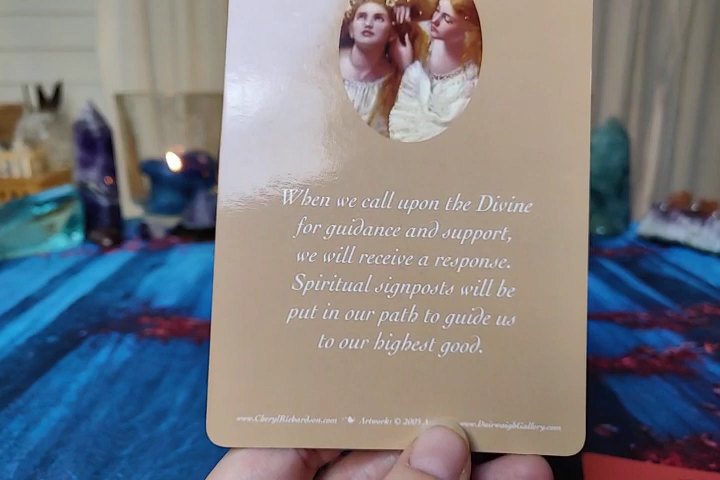 When we call upon the Divine
for guidance and support,
we will receive a response.
Spiritual signposts will be
put in our path to guide us
to our highest good.
www.CherylRichardson.com Artwork: © 2005 www.DuirwaighGallery.com